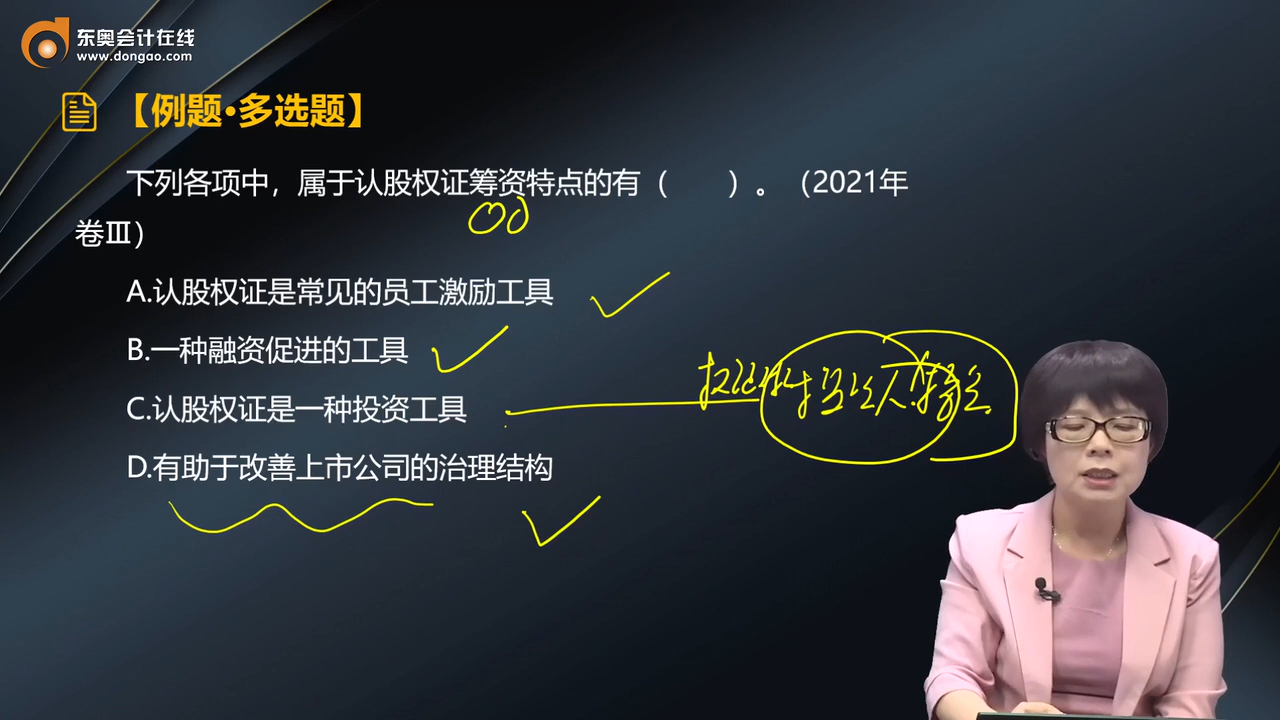 东奥会计在线
www.dongao.com
【例题•多选题】
下列各项中，属于认股权证筹资特点的有（　　）。（2021年
卷Ⅲ）
A.认股权证是常见的员工激励工具
B.一种融资促进的工具
C.认股权证是一种投资工具
D.有助于改善上市公司的治理结构